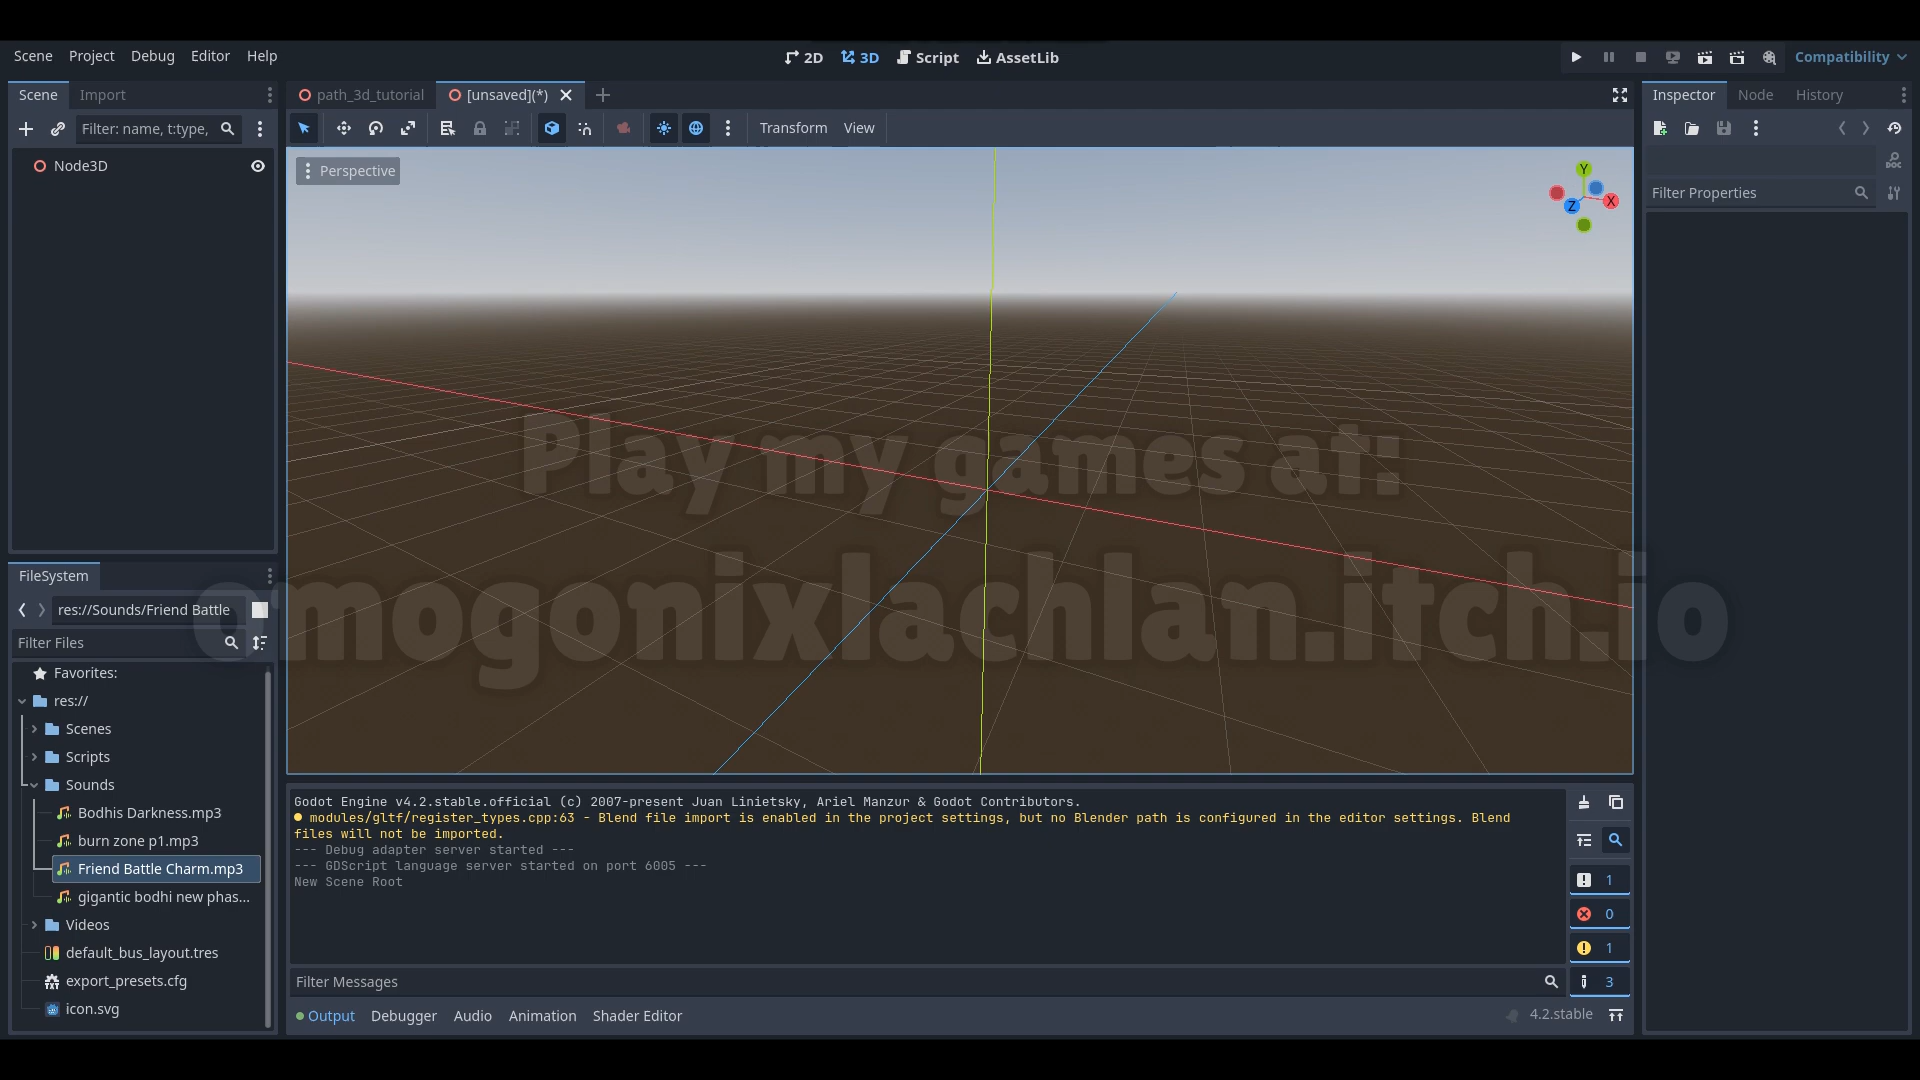 Scene Project Debug Editor Help
2D 3D Script AssetLib
Compatibility
Scene Import
path_3d_tutorial [unsaved](*)
Inspector Node History
Filter: name, t:type,
Transform View
Node3D
Perspective
Y
X
Z
DOC
Filter Properties
Play my games at:
omogonixlachlan.itch.io
FileSystem
res://Sounds/Friend Battle
Filter Files
Favorites:
res://
Scenes
Scripts
Sounds
Bodhis Darkness.mp3
burn zone p1.mp3
Friend Battle Charm.mp3
gigantic bodhi new phas...
Videos
default_bus_layout.tres
export_presets.cfg
icon.svg
Godot Engine v4.2.stable.official (c) 2007-present Juan Linietsky, Ariel Manzur & Godot Contributors.
modules/gltf/register_types.cpp:63 - Blend file import is enabled in the project settings, but no Blender path is configured in the editor settings. Blend
files will not be imported.
--- Debug adapter server started ---
--- GDScript language server started on port 6005 ---
New Scene Root
1
0
1
3
Filter Messages
Output Debugger Audio Animation Shader Editor
4.2.stable